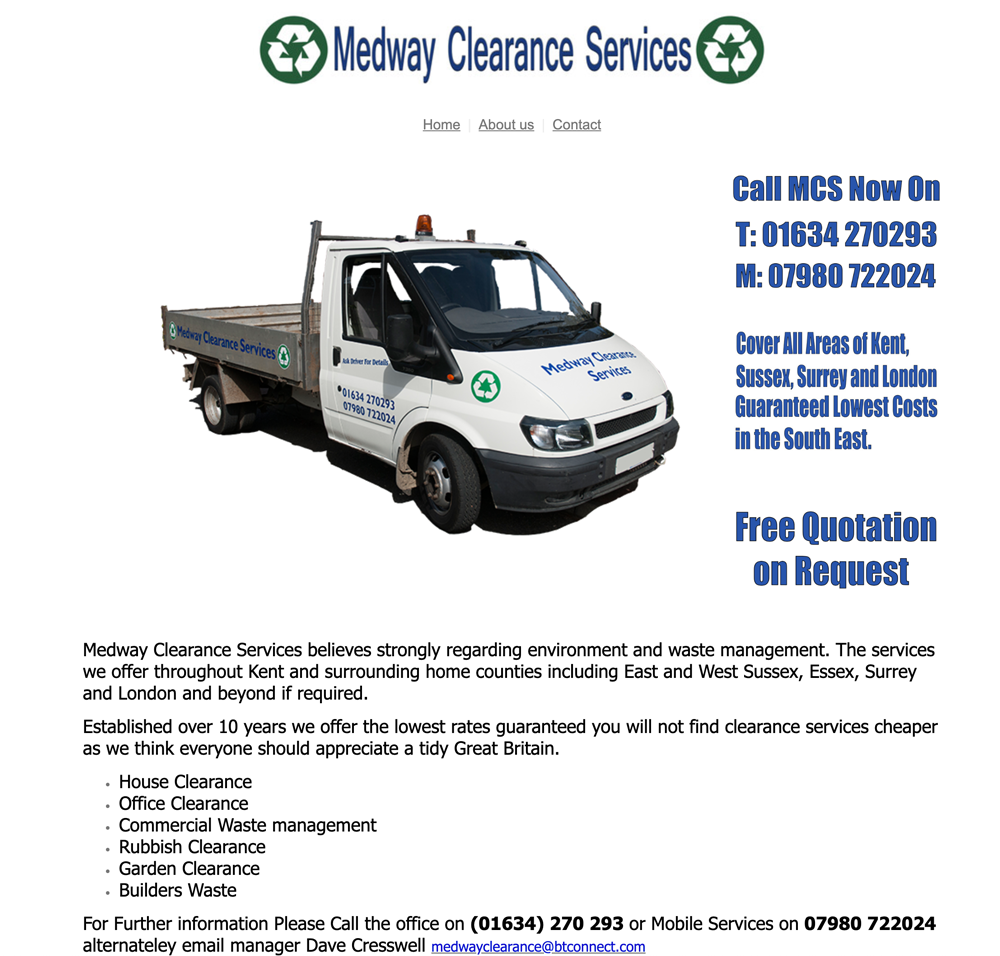 Medway Clearance Services
Home | About us | Contact
Call MCS Now On
T: 01634 270293
M: 07980 722024
Cover All Areas of Kent,
Sussex, Surrey and London
Guaranteed Lowest Costs
in the South East.
Free Quotation
on Request
Medway Clearance Services
Ask Driver For Details
01634 270293
07980 722024
Medway Clearance
Services
Medway Clearance Services believes strongly regarding environment and waste management. The services
we offer throughout Kent and surrounding home counties including East and West Sussex, Essex, Surrey
and London and beyond if required.
Established over 10 years we offer the lowest rates guaranteed you will not find clearance services cheaper
as we think everyone should appreciate a tidy Great Britain.
House Clearance
Office Clearance
Commercial Waste management
Rubbish Clearance
Garden Clearance
Builders Waste
For Further information Please Call the office on (01634) 270 293 or Mobile Services on 07980 722024
alternateley email manager Dave Cresswell medwayclearance@btconnect.com